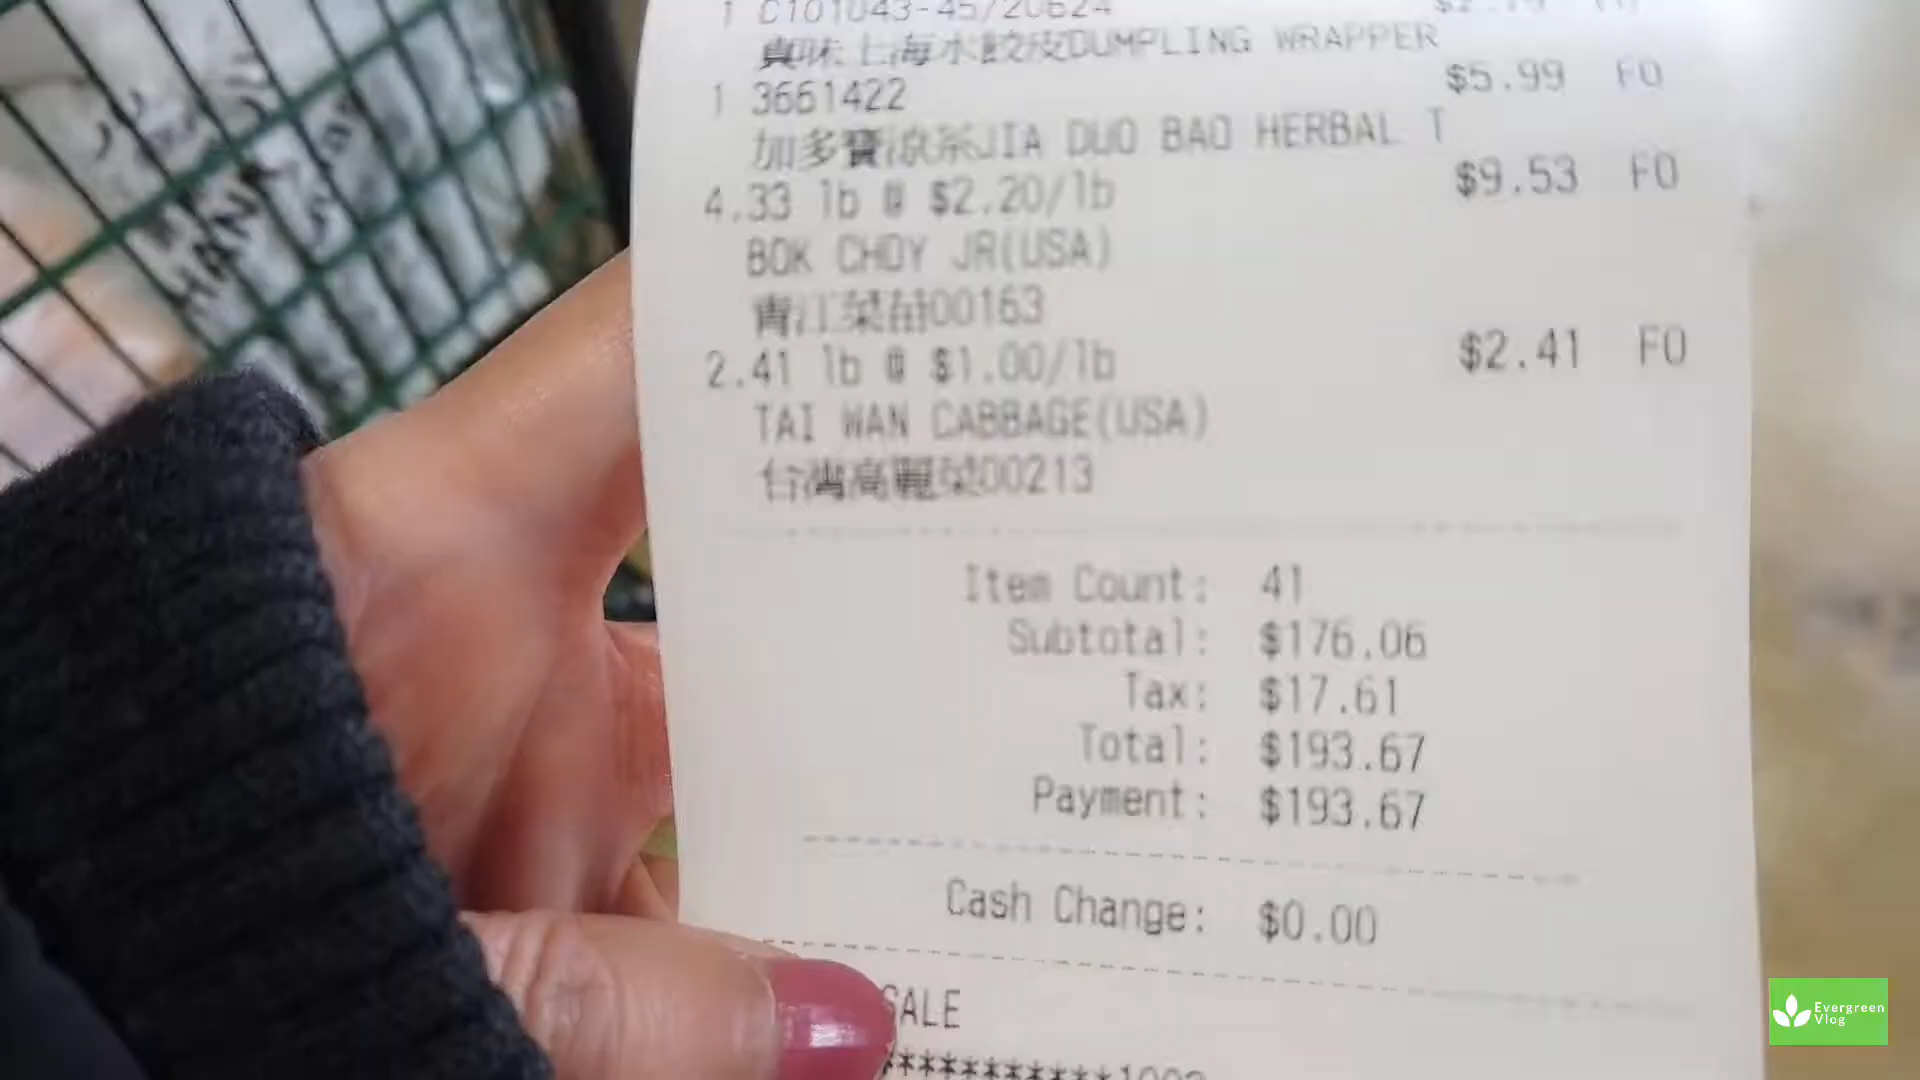 1 C101043-45/20624
真味上海水餃皮DUMPLING WRAPPER
1 3661422 $5.99 FO
加多寶涼茶JIA DUO BAO HERBAL T
4.33 lb @ $2.20/lb $9.53 FO
BOK CHOY JR(USA)
青江菜苗00163
2.41 lb @ $1.00/lb $2.41 FO
TAI WAN CABBAGE(USA)
台灣高麗菜00213
Item Count: 41
Subtotal: $176.06
Tax: $17.61
Total: $193.67
Payment: $193.67
Cash Change: $0.00
SALE
Evergreen
Vlog